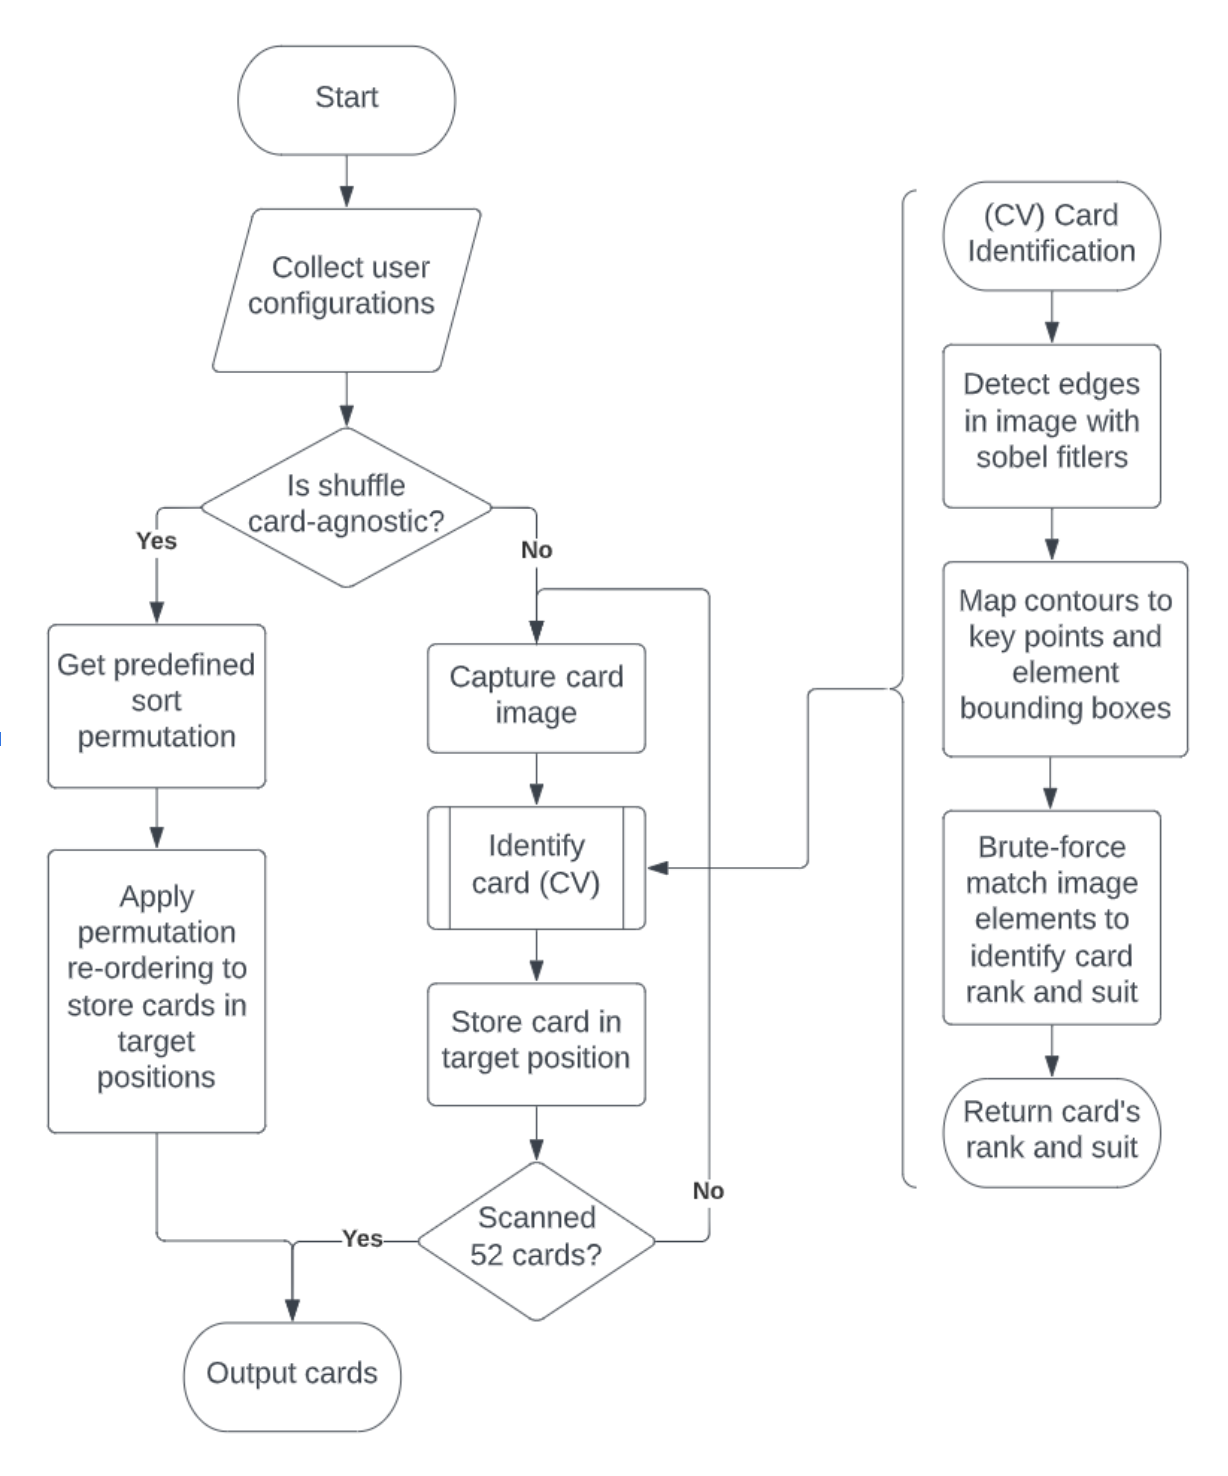 Start
Collect user
configurations
Is shuffle
card-agnostic?
Yes
No
Get predefined
sort
permutation
Apply
permutation
re-ordering to
store cards in
target
positions
Capture card
image
Identify
card (CV)
Store card in
target position
Scanned
52 cards?
Yes
No
Output cards
(CV) Card
Identification
Detect edges
in image with
sobel fitlers
Map contours to
key points and
element
bounding boxes
Brute-force
match image
elements to
identify card
rank and suit
Return card's
rank and suit